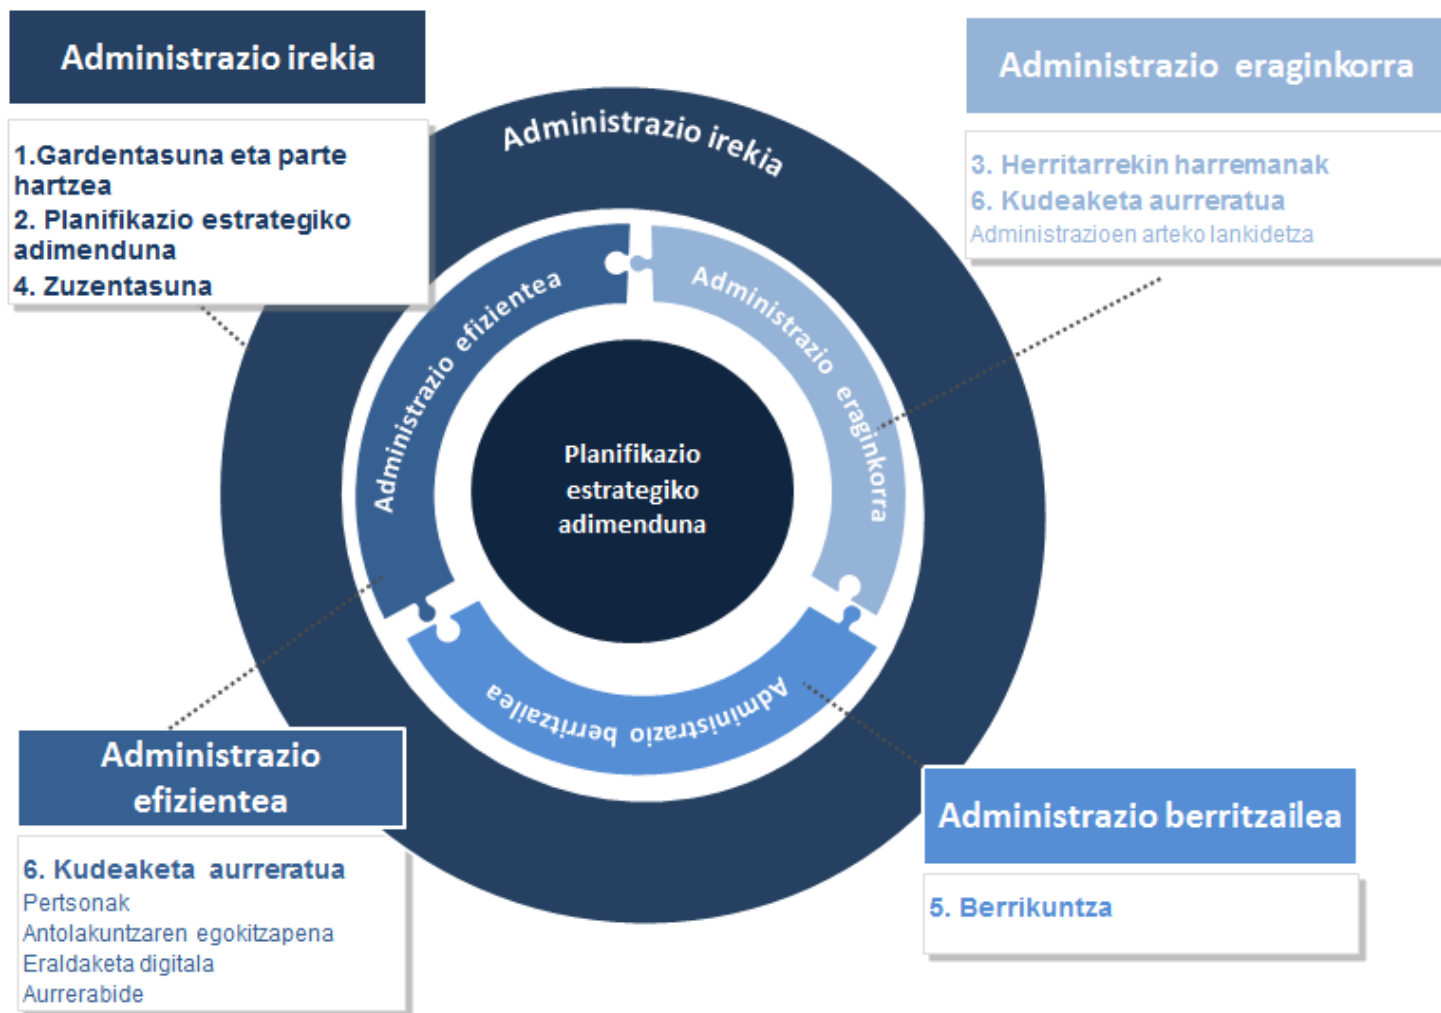 Administrazio irekia
1.Gardentasuna eta parte
hartzea
2. Planifikazio estrategiko
adimenduna
4. Zuzentasuna
Administrazio eraginkorra
3. Herritarrekin harremanak
6. Kudeaketa aurreratua
Administrazioen arteko lankidetza
Administrazio irekia
Administrazio efizientea
Administrazio eraginkorra
Planifikazio
estrategiko
adimenduna
Administrazio berritzailea
Administrazio
efizientea
6. Kudeaketa aurreratua
Pertsonak
Antolakuntzaren egokitzapena
Eraldaketa digitala
Aurrerabide
Administrazio berritzailea
5. Berrikuntza